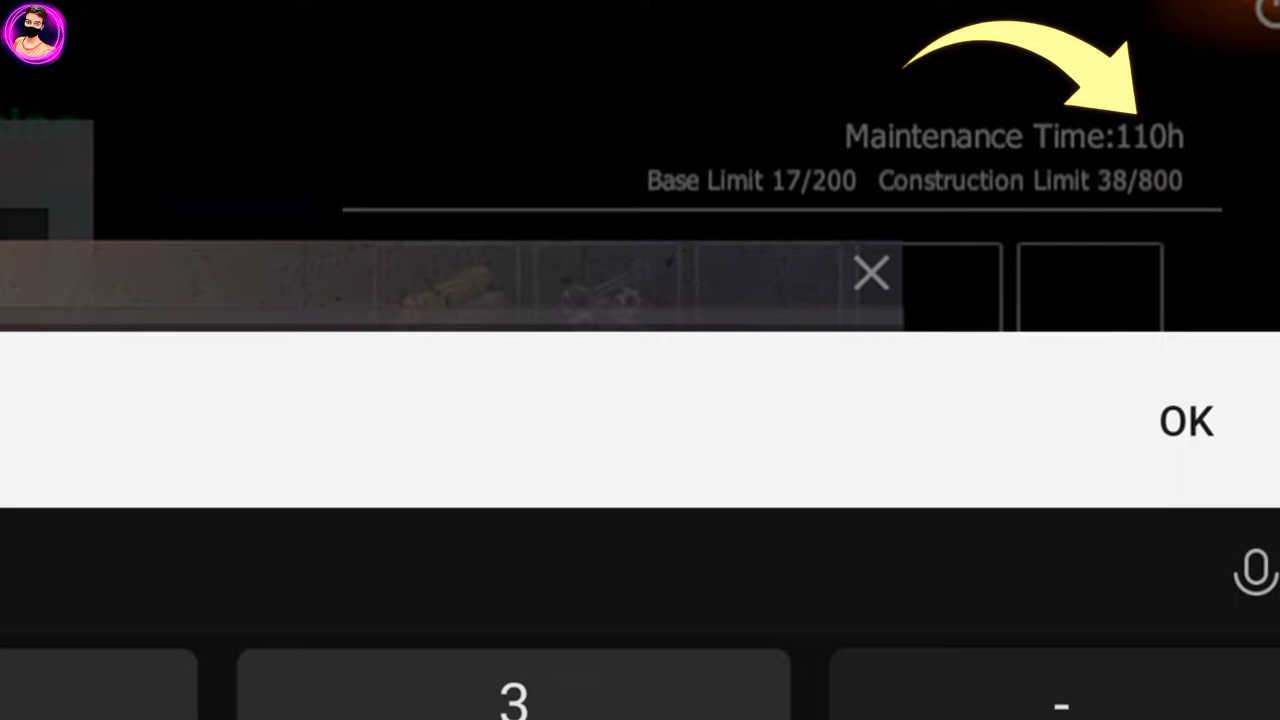 Maintenance Time:110h
Base Limit 17/200 Construction Limit 38/800
OK
3
-